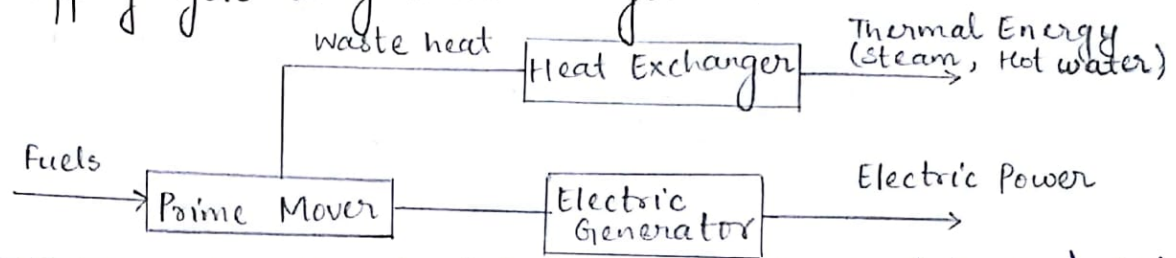 waste heat
Heat Exchanger
Thermal Energy
(steam, Hot water)
Fuels
Prime Mover
Electric
Generator
Electric Power